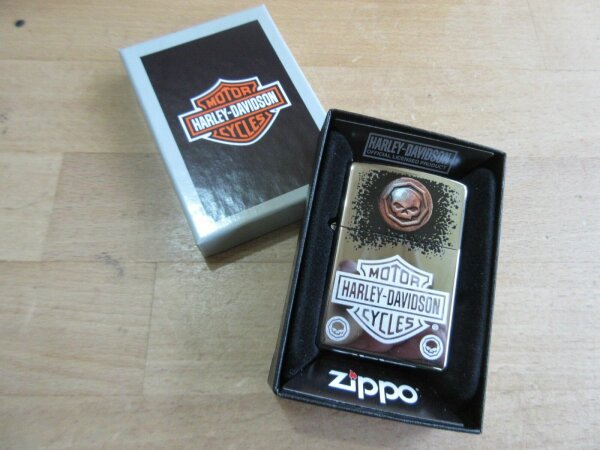 MOTOR
HARLEY-DAVIDSON
CYCLES
HARLEY-DAVIDSON
OFFICIAL LICENSED PRODUCT
MOTOR
HARLEY-DAVIDSON
CYCLES
®
zippo